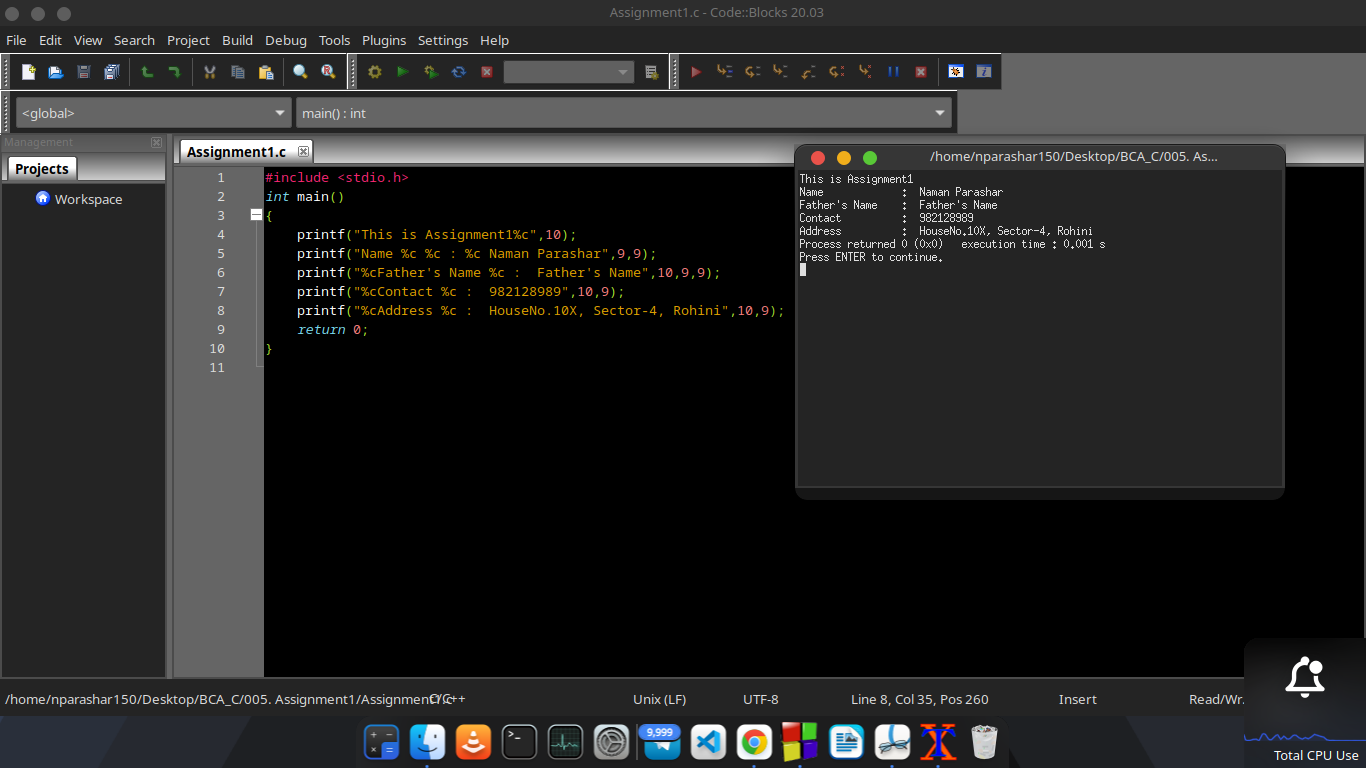 Assignment1.c - Code::Blocks 20.03
File Edit View Search Project Build Debug Tools Plugins Settings Help
<global>
main() : int
Management
Projects
Workspace
Assignment1.c
1 #include <stdio.h>
2 int main()
3 {
4 printf("This is Assignment1%c",10);
5 printf("Name %c %c : %c Naman Parashar",9,9);
6 printf("%cFather's Name %c :  Father's Name",10,9,9);
7 printf("%cContact %c :  982128989",10,9);
8 printf("%cAddress %c :  HouseNo.10X, Sector-4, Rohini",10,9);
9 return 0;
10 }
11
/home/nparashar150/Desktop/BCA_C/005. As...
This is Assignment1
Name : Naman Parashar
Father's Name : Father's Name
Contact : 982128989
Address : HouseNo.10X, Sector-4, Rohini
Process returned 0 (0x0) execution time : 0.001 s
Press ENTER to continue.
/home/nparashar150/Desktop/BCA_C/005. Assignment1/Assignment1.c C/C++ Unix (LF) UTF-8 Line 8, Col 35, Pos 260 Insert Read/Wr.
9,999
Total CPU Use